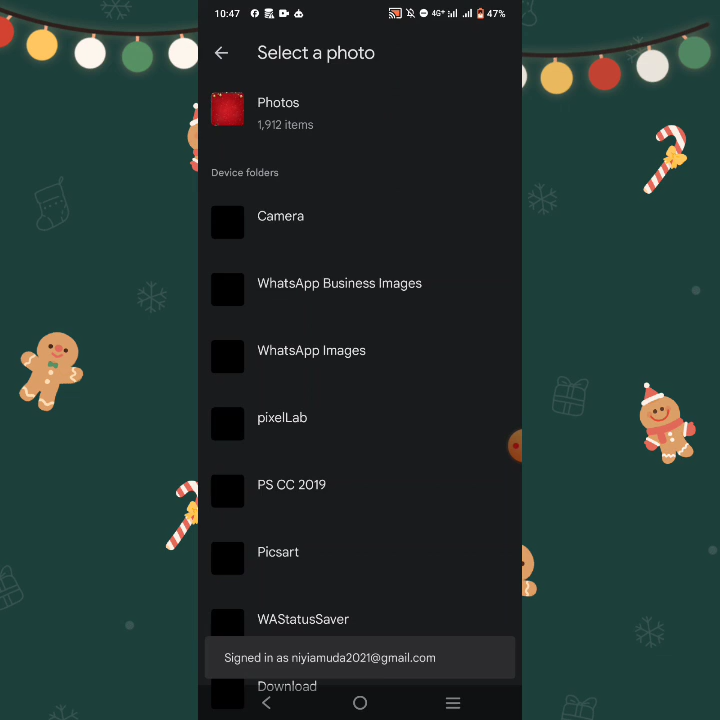 10:47
4G+ 47%
Select a photo
Photos
1,912 items
Device folders
Camera
WhatsApp Business Images
WhatsApp Images
pixelLab
PS CC 2019
Picsart
WAStatusSaver
Signed in as niyiamuda2021@gmail.com
Download